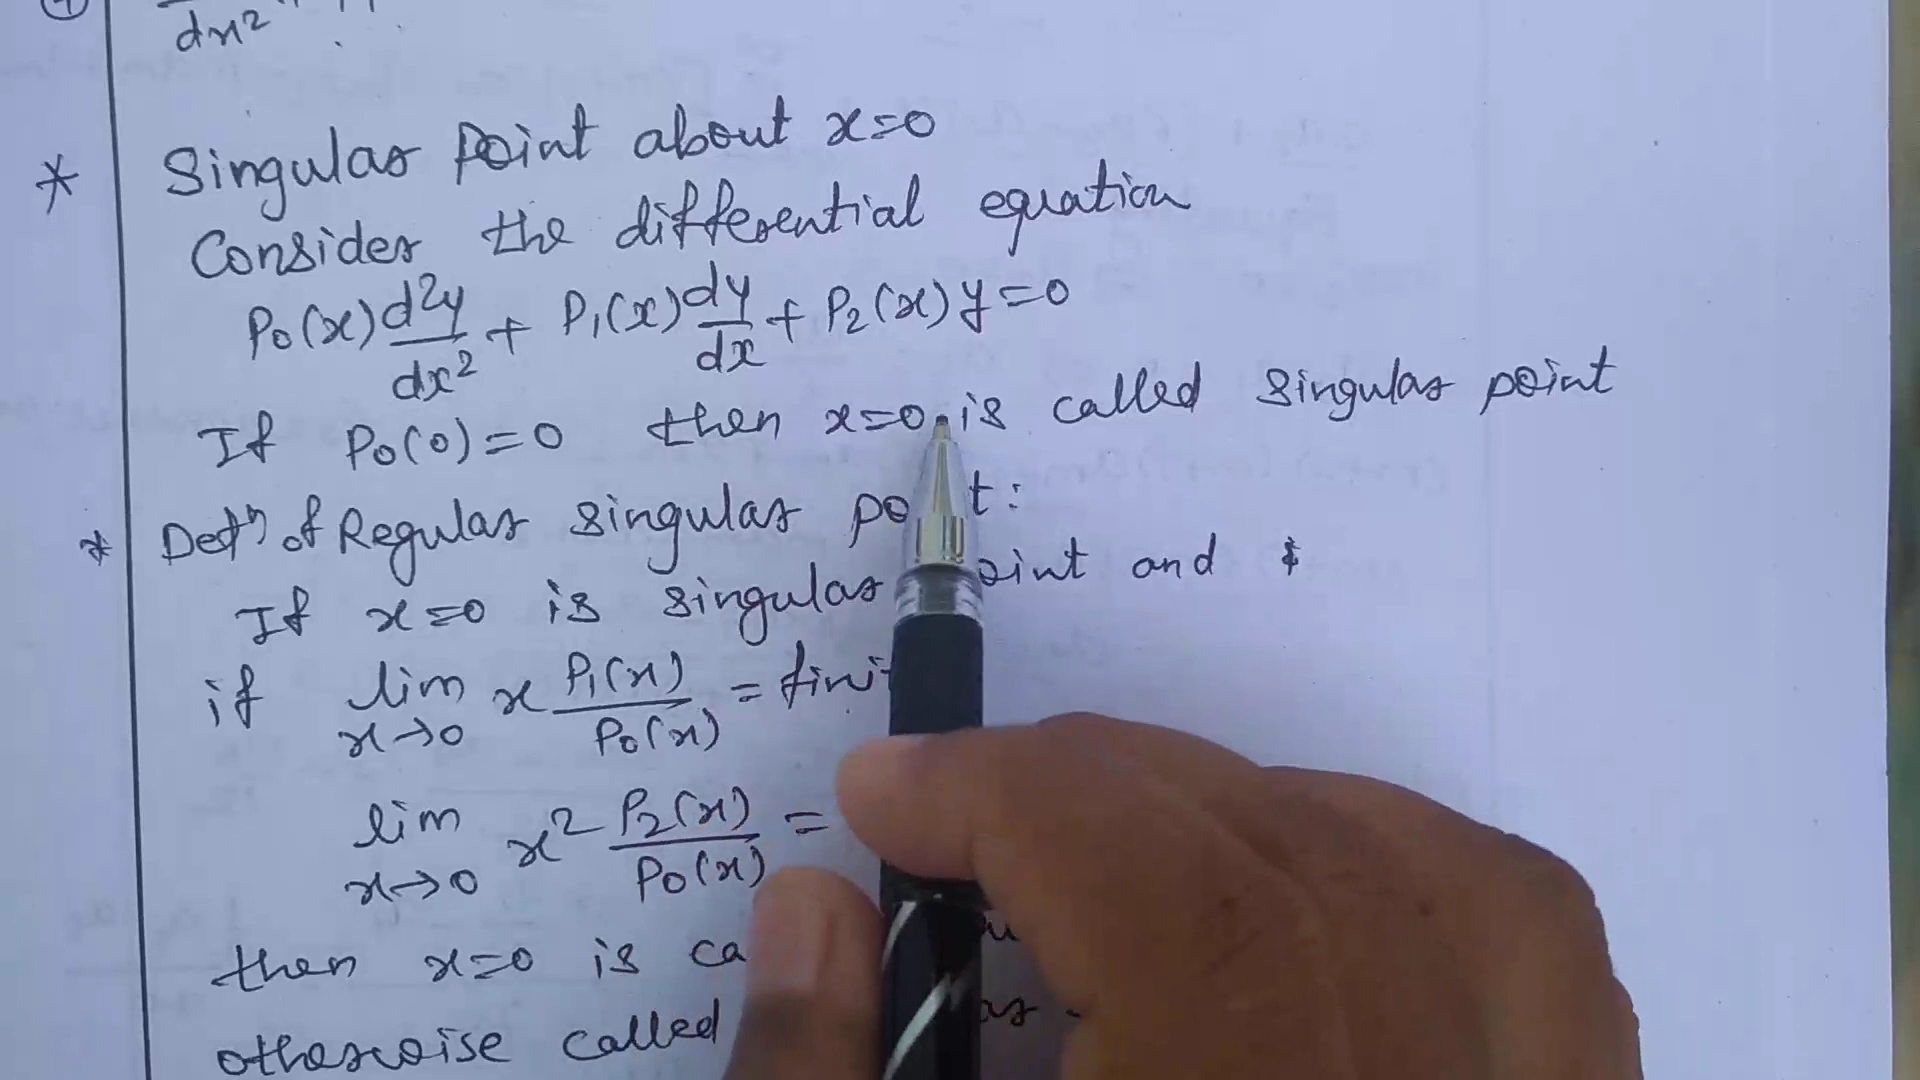 dx²
* Singular Point about x=0
Consider the differential equation
P₀(x) d²y/dx² + P₁(x) dy/dx + P₂(x) y = 0
If P₀(0)=0 then x=0 is called singular point
* Defⁿ of Regular singular po t:
If x=0 is singular oint and
if lim x→0 x P₁(x)/P₀(x) = fini
lim x→0 x² P₂(x)/P₀(x) =
then x=0 is ca
otherwise called